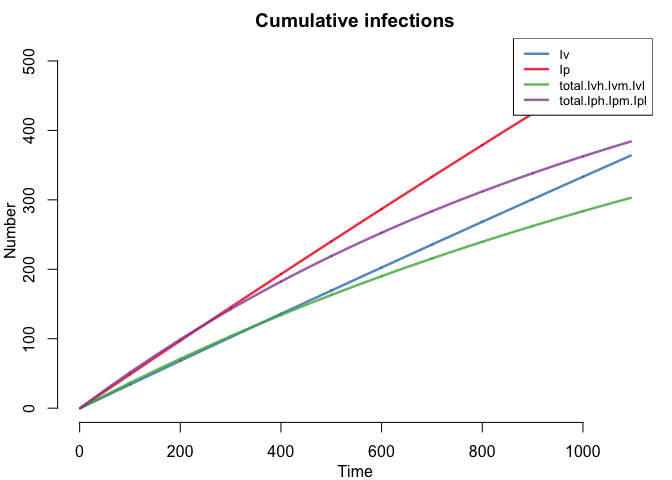 Cumulative infections
Iv
Ip
total.Ivh.Ivm.Ivl
total.Iph.Ipm.Ipl
Number
500
400
300
200
100
0
0 200 400 600 800 1000
Time